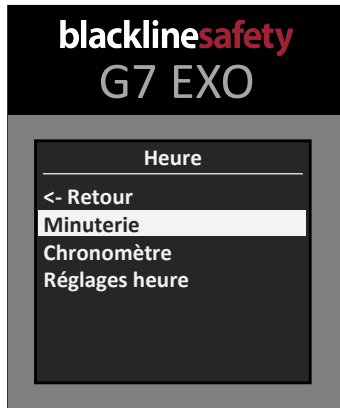 blacklinesafety
G7 EXO
Heure
<- Retour
Minuterie
Chronomètre
Réglages heure